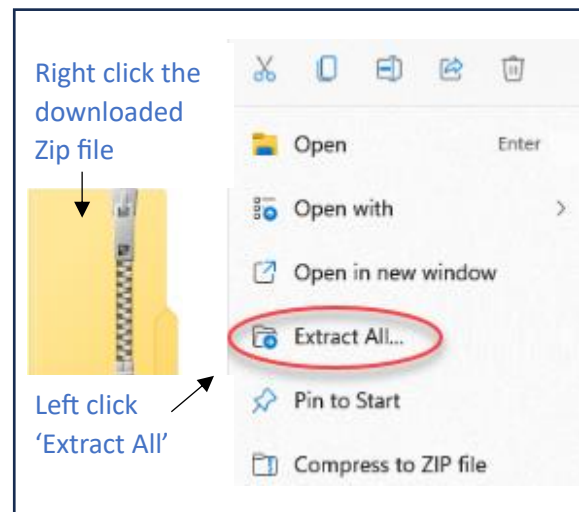 Right click the
downloaded
Zip file
Open Enter
Open with
Open in new window
Extract All...
Left click
‘Extract All’
Pin to Start
Compress to ZIP file